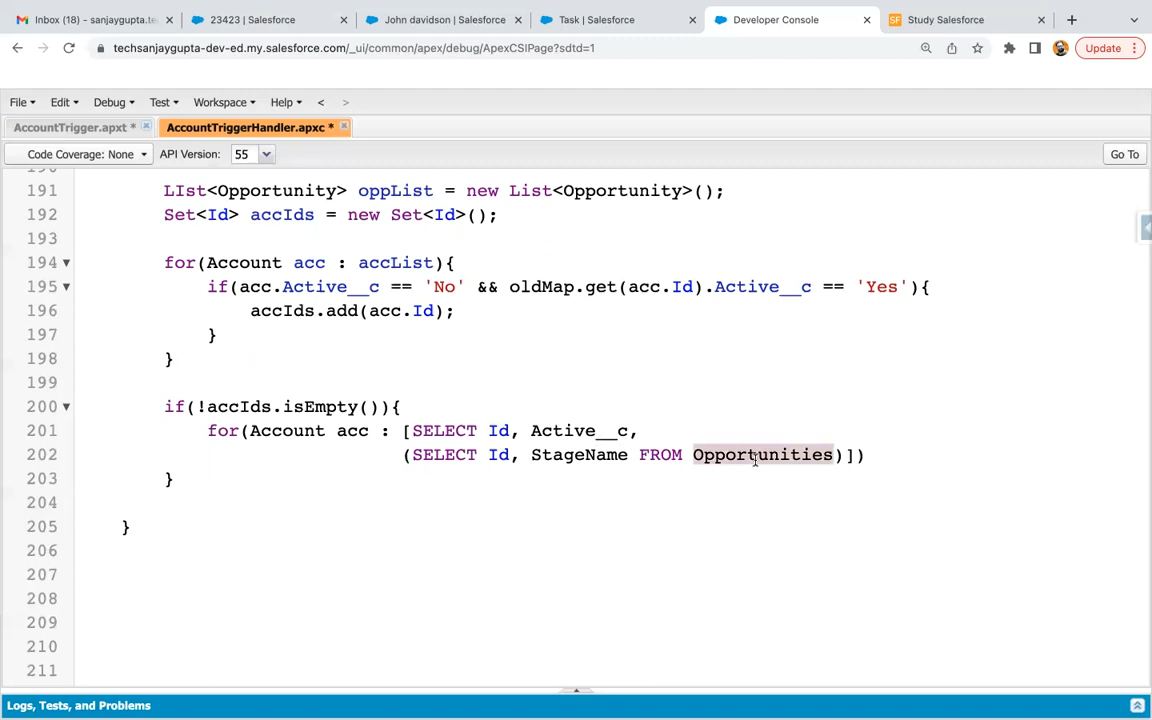 Inbox (18) - sanjaygupta.te
23423 | Salesforce
John davidson | Salesforce
Task | Salesforce
Developer Console
SF Study Salesforce
techsanjaygupta-dev-ed.my.salesforce.com/_ui/common/apex/debug/ApexCSIPage?sdtd=1
Update
File Edit Debug Test Workspace Help < >
AccountTrigger.apxt *
AccountTriggerHandler.apxc *
Code Coverage: None API Version: 55 Go To
191 LIst<Opportunity> oppList = new List<Opportunity>();
192 Set<Id> accIds = new Set<Id>();
193
194 for(Account acc : accList){
195 if(acc.Active__c == 'No' && oldMap.get(acc.Id).Active__c == 'Yes'){
196 accIds.add(acc.Id);
197 }
198 }
199
200 if(!accIds.isEmpty()){
201 for(Account acc : [SELECT Id, Active__c,
202 (SELECT Id, StageName FROM Opportunities)])
203 }
204
205 }
206
207
208
209
210
211
Logs, Tests, and Problems